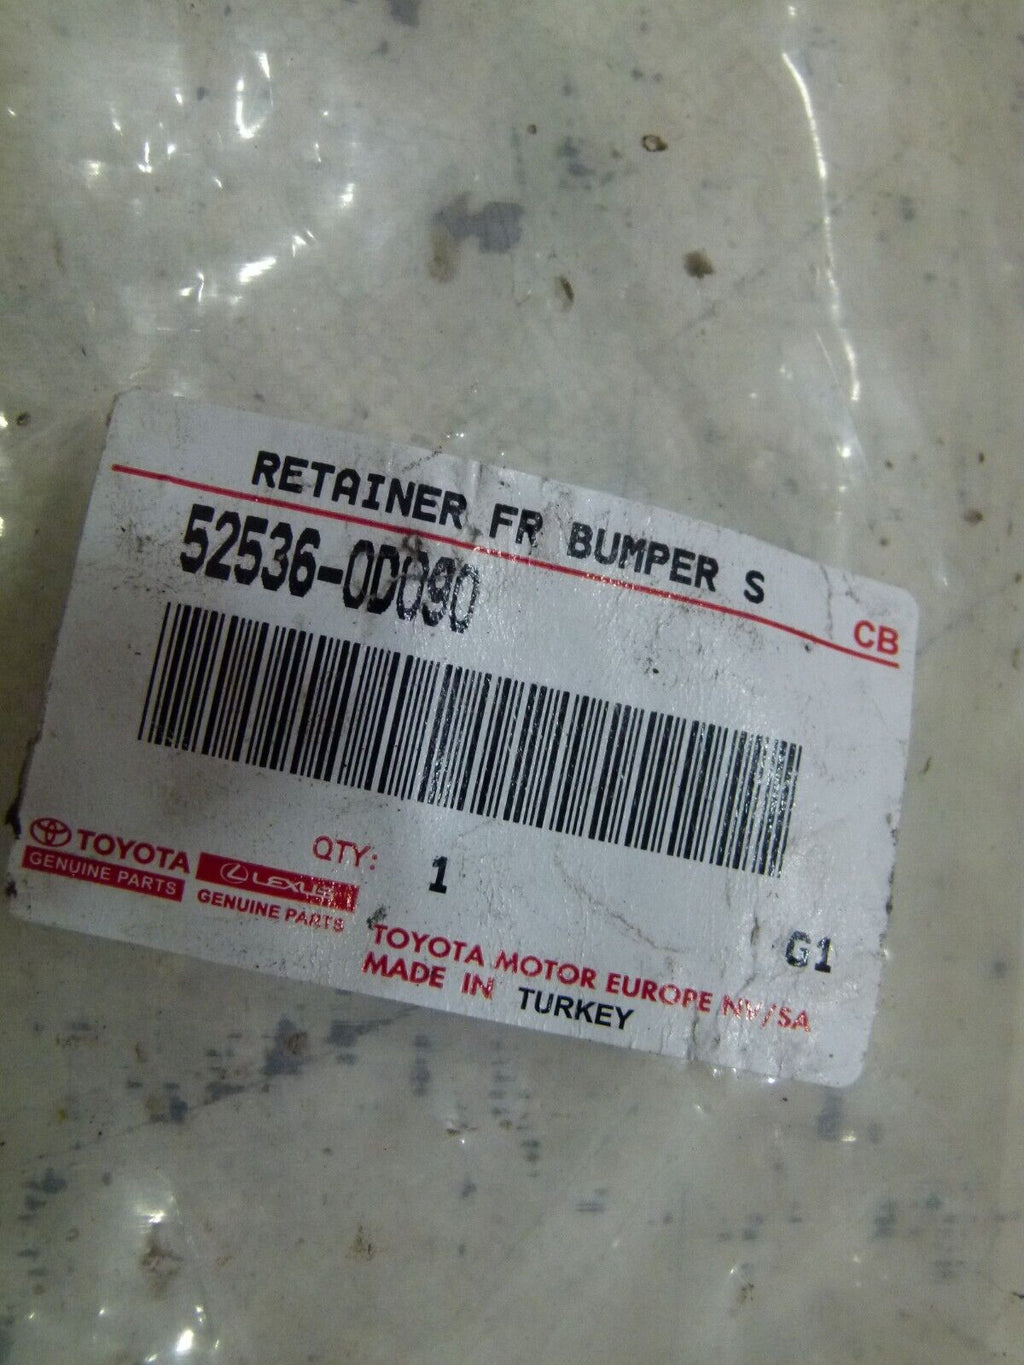 RETAINER FR BUMPER S
CB
52536-0D090
TOYOTA
GENUINE PARTS
LEXUS
GENUINE PARTS
QTY: 1
G1
TOYOTA MOTOR EUROPE NV/SA
MADE IN TURKEY